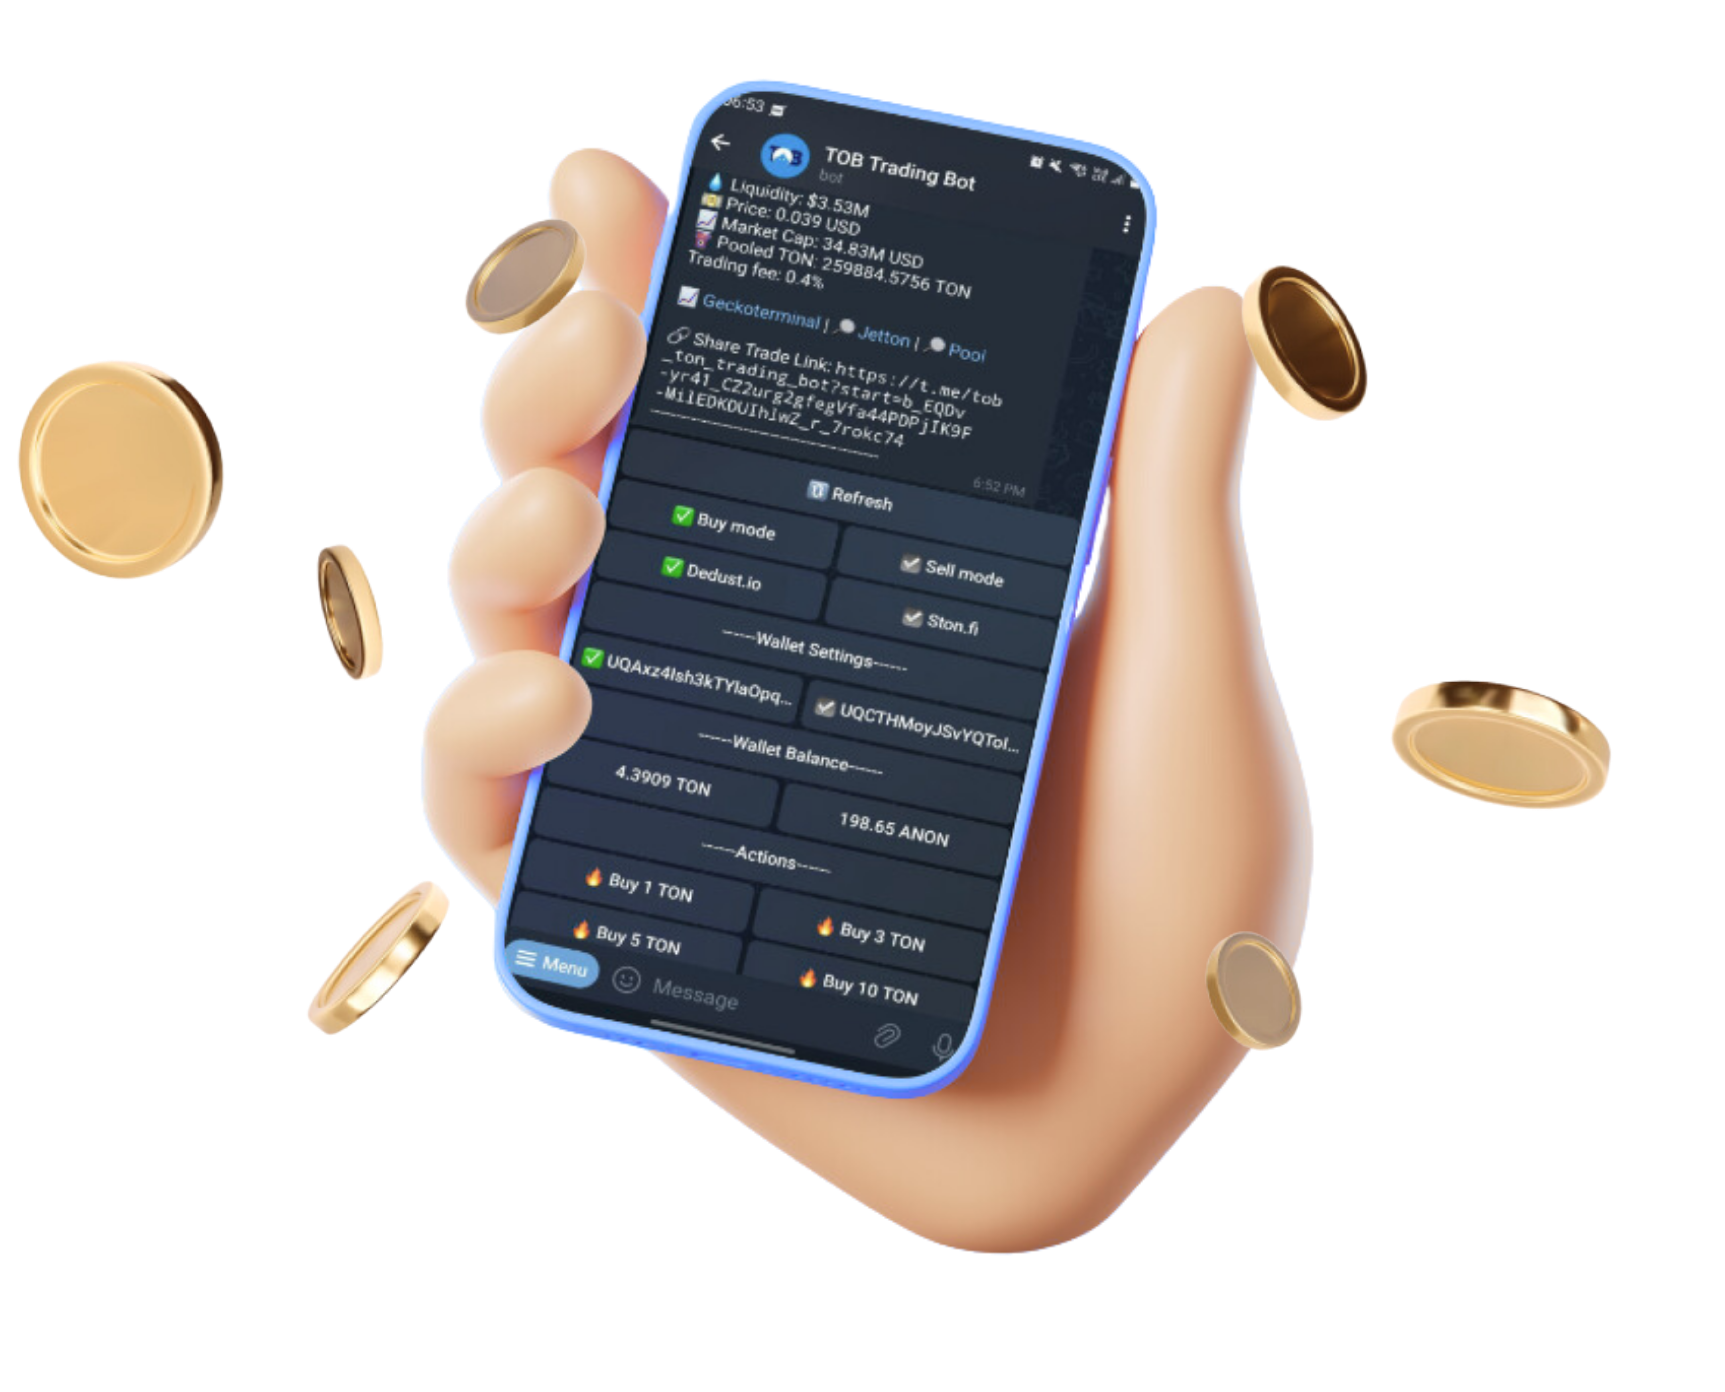 06:53
TOB
TOB Trading Bot
bot
💧 Liquidity: $3.53M
Price: 0.039 USD
📈 Market Cap: 34.83M USD
Pooled TON: 259884.5756 TON
Trading fee: 0.4%
📈 Geckoterminal | Jetton | Pool
🔗 Share Trade Link: https://t.me/tob
_ton_trading_bot?start=b_EQDv
-yr41_CZ2urg2gfegVfa44PDPjIK9F
-MilEDKDUIhlwZ_r_7rokc74
------------------------------
6:52 PM
Refresh
✅ Buy mode
☑️ Sell mode
✅ Dedust.io
☑️ Ston.fi
------Wallet Settings------
✅ UQAxz4Ish3kTYlaOpq...
☑️ UQCTHMoyJSvYQTol...
------Wallet Balance------
4.3909 TON
198.65 ANON
------Actions------
🔥 Buy 1 TON
🔥 Buy 3 TON
🔥 Buy 5 TON
🔥 Buy 10 TON
Menu
Message